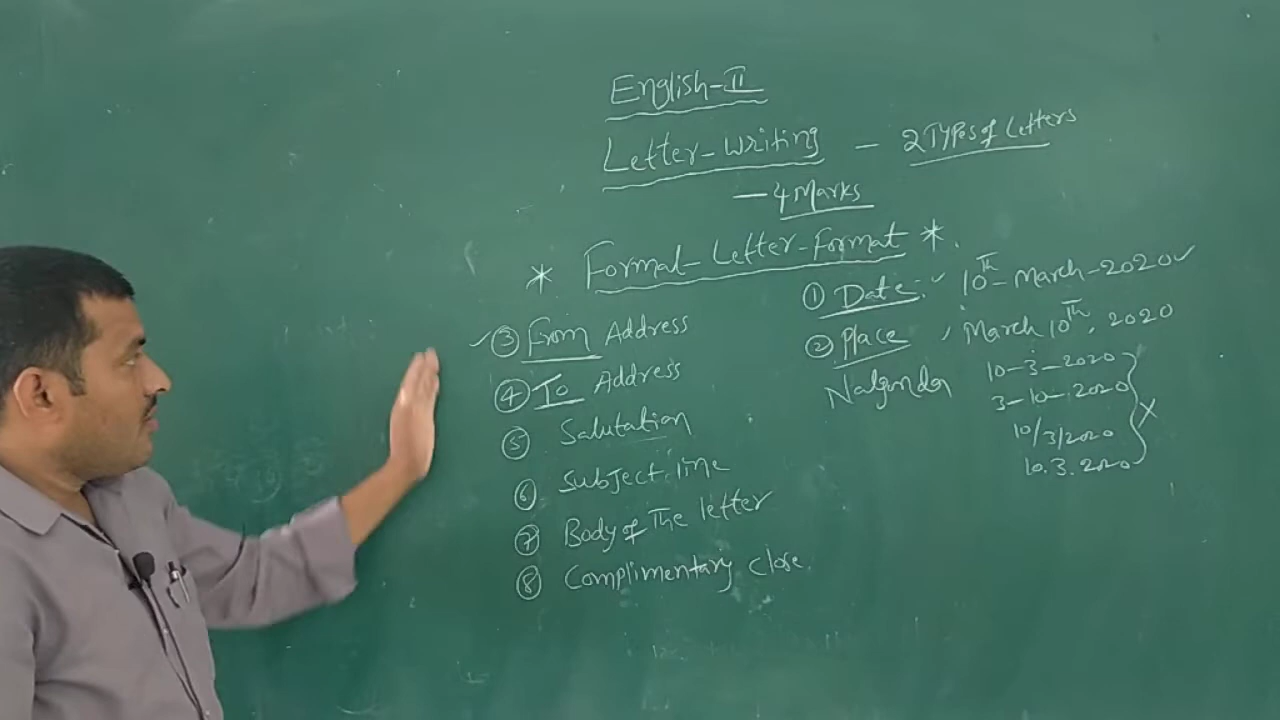 English-II
Letter-Writing - 2 Types of Letters
- 4 Marks
* Formal-Letter-Format *
① Date:- 10Th-March-2020
② Place March 10Th, 2020
Nalgonda
10-3-2020
3-10-2020
10/3/2020
10.3.2020
X
③ From Address
④ To Address
⑤ Salutation
⑥ Subject line
⑦ Body of The letter
⑧ Complimentary close.